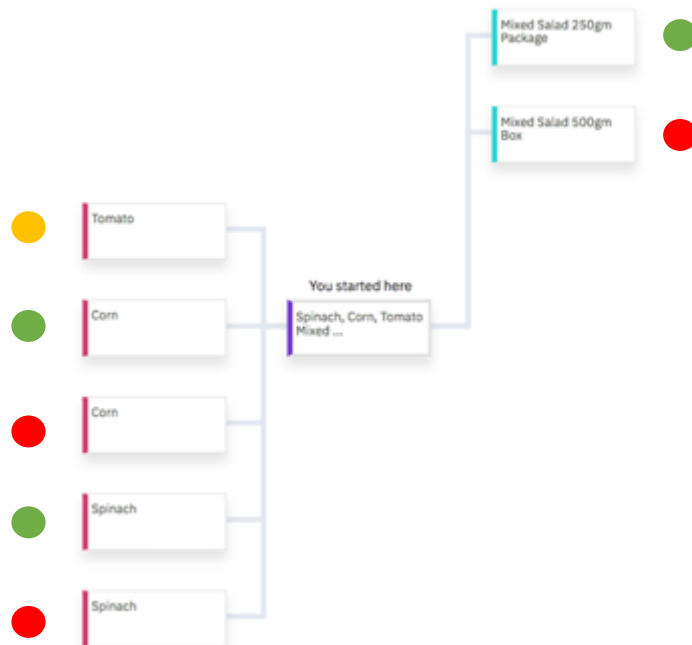 Mixed Salad 250gm
Package
Mixed Salad 500gm
Box
Tomato
You started here
Corn
Spinach, Corn, Tomato
Mixed ...
Corn
Spinach
Spinach